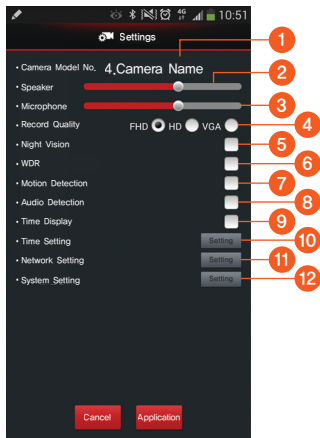 4G 10:51
Settings
1
• Camera Model No. 4.Camera Name
2
• Speaker
• Microphone 3
• Record Quality FHD HD VGA 4
• Night Vision 5
• WDR 6
• Motion Detection 7
• Audio Detection 8
• Time Display 9
• Time Setting Setting 10
• Network Setting Setting 11
• System Setting Setting 12
Cancel Application